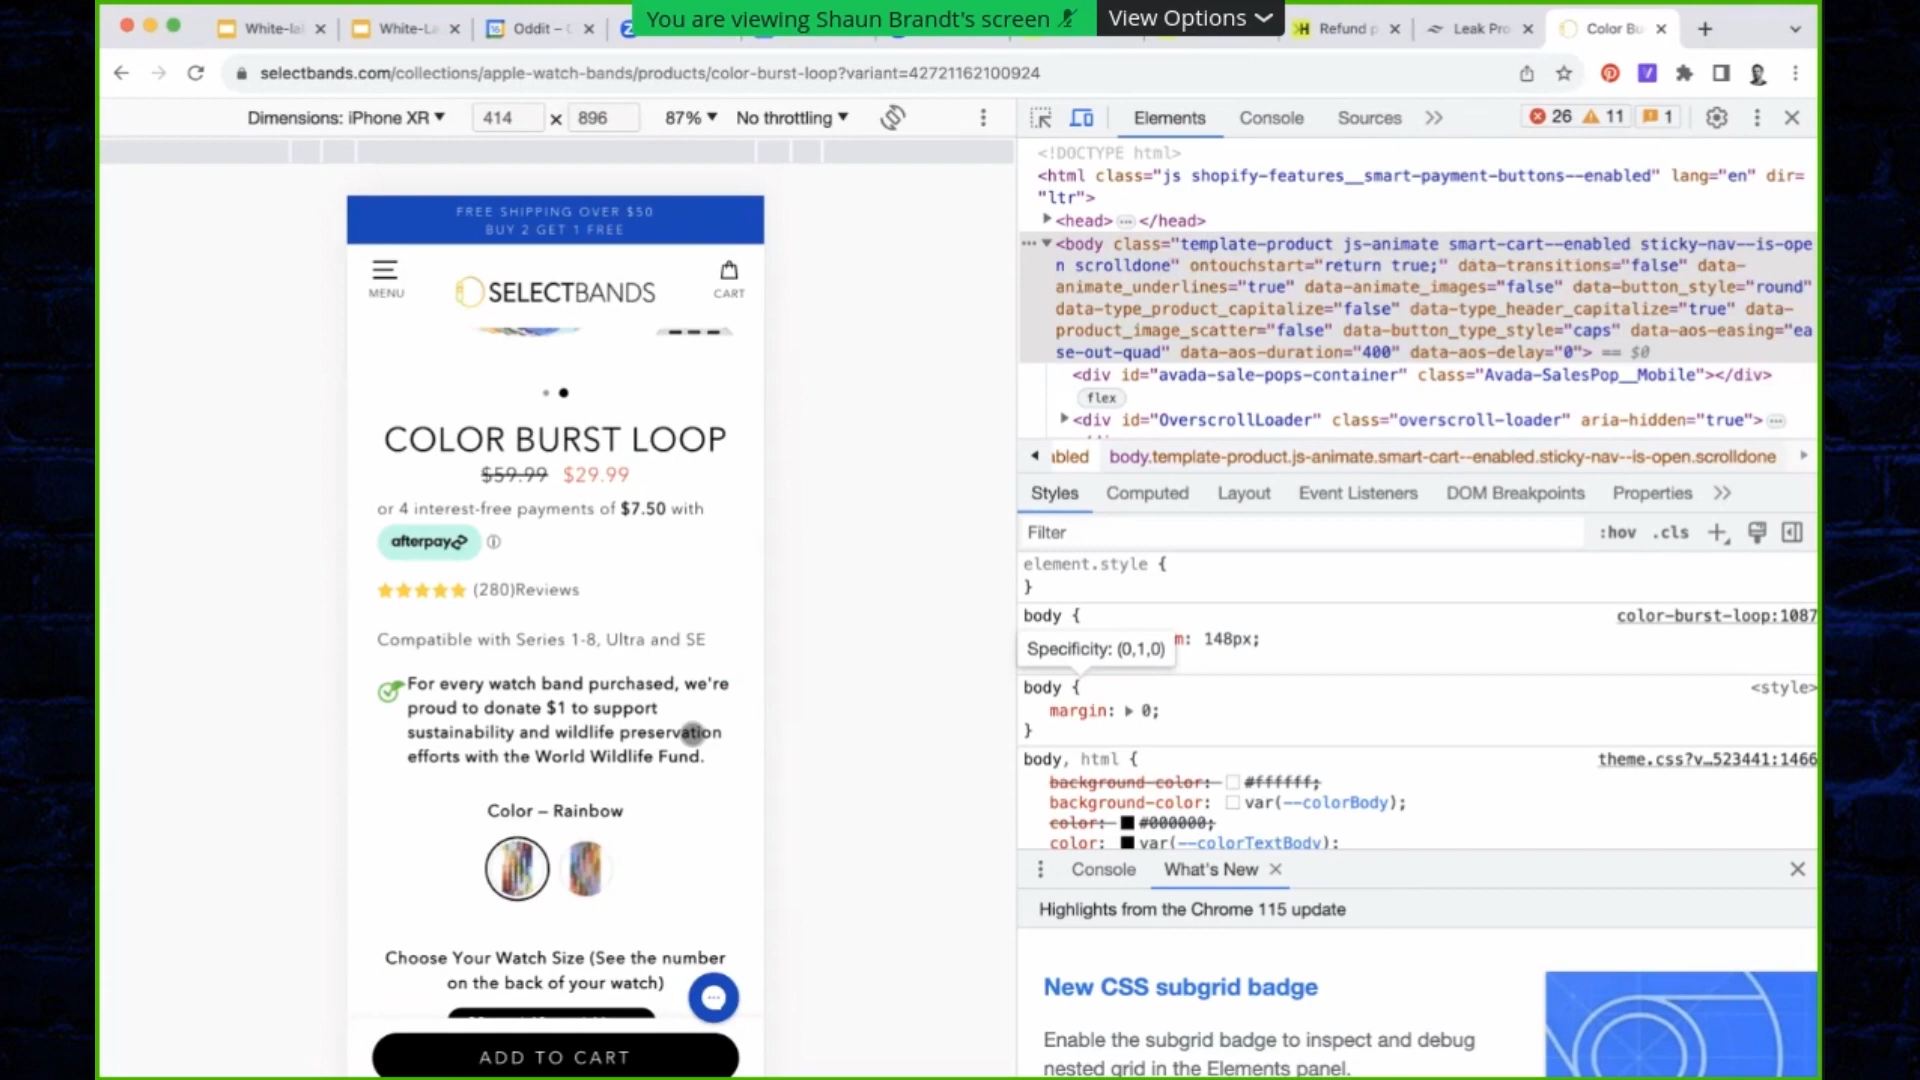 You are viewing Shaun Brandt's screen
View Options
White-la
White-La
Oddit –
Refund p
Leak Pro
Color Bu
selectbands.com/collections/apple-watch-bands/products/color-burst-loop?variant=42721162100924
Dimensions: iPhone XR
414 × 896
87%
No throttling
Elements
Console
Sources
26
11
1
FREE SHIPPING OVER $50
BUY 2 GET 1 FREE
MENU
SELECTBANDS
CART
COLOR BURST LOOP
$59.99 $29.99
or 4 interest-free payments of $7.50 with
afterpay
(280)Reviews
Compatible with Series 1-8, Ultra and SE
For every watch band purchased, we're
proud to donate $1 to support
sustainability and wildlife preservation
efforts with the World Wildlife Fund.
Color – Rainbow
Choose Your Watch Size (See the number
on the back of your watch)
ADD TO CART
<!DOCTYPE html>
<html class="js shopify-features__smart-payment-buttons--enabled" lang="en" dir=
"ltr">
<head> … </head>
<body class="template-product js-animate smart-cart--enabled sticky-nav--is-ope
n scrolldone" ontouchstart="return true;" data-transitions="false" data-
animate_underlines="true" data-animate_images="false" data-button_style="round"
data-type_product_capitalize="false" data-type_header_capitalize="true" data-
product_image_scatter="false" data-button_type_style="caps" data-aos-easing="ea
se-out-quad" data-aos-duration="400" data-aos-delay="0"> == $0
<div id="avada-sale-pops-container" class="Avada-SalesPop__Mobile"></div>
flex
<div id="OverscrollLoader" class="overscroll-loader" aria-hidden="true"> …
abled
body.template-product.js-animate.smart-cart--enabled.sticky-nav--is-open.scrolldone
Styles
Computed
Layout
Event Listeners
DOM Breakpoints
Properties
Filter
:hov
.cls
element.style {
}
body {
color-burst-loop:1087
m: 148px;
Specificity: (0,1,0)
body {
<style>
margin: 0;
}
body, html {
theme.css?v…523441:1466
background-color: #ffffff;
background-color: var(--colorBody);
color: #000000;
color: var(--colorTextBody);
Console
What's New
Highlights from the Chrome 115 update
New CSS subgrid badge
Enable the subgrid badge to inspect and debug
nested grid in the Elements panel.